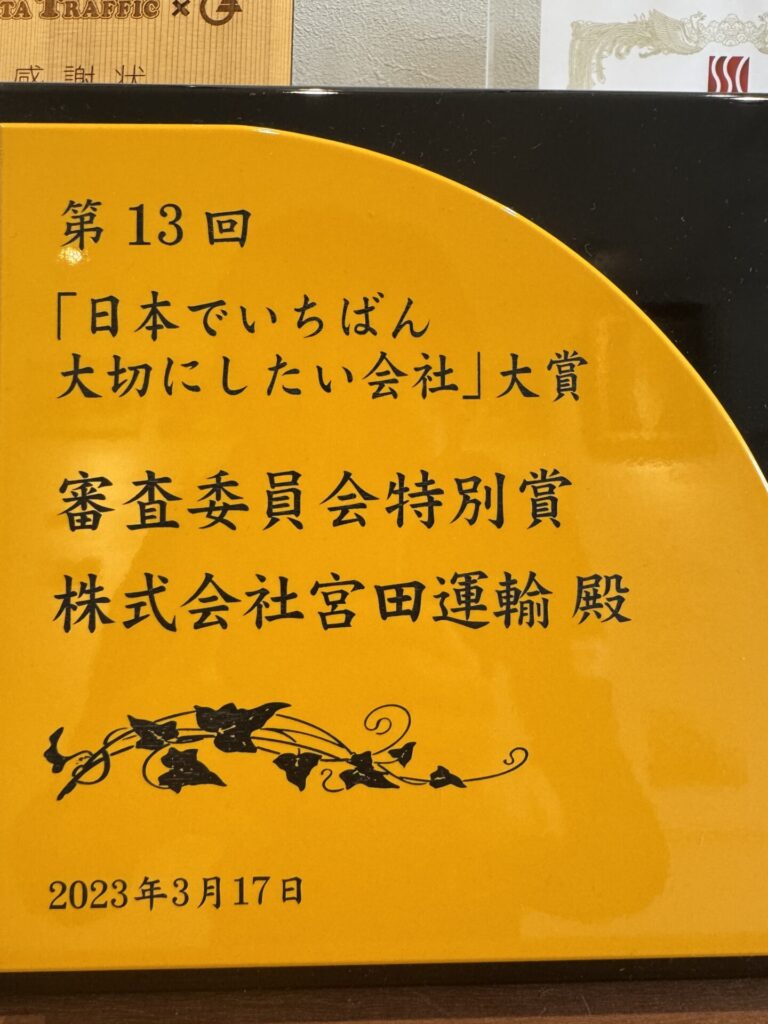 TA TRAFFIC ×
感謝状
第13回
「日本でいちばん
大切にしたい会社」大賞
審査委員会特別賞
株式会社宮田運輸 殿
2023年3月17日